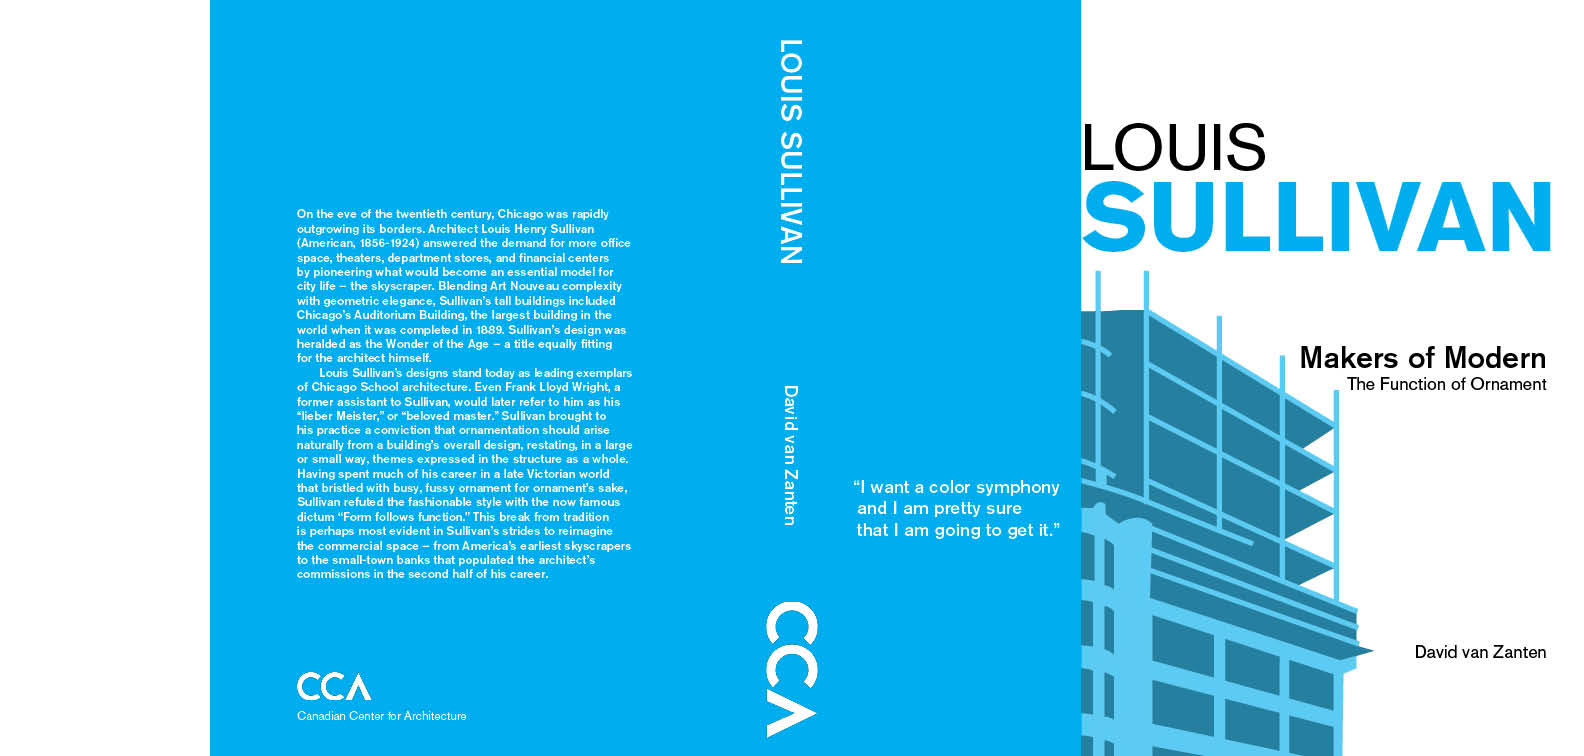 On the eve of the twentieth century, Chicago was rapidly
outgrowing its borders. Architect Louis Henry Sullivan
(American, 1856-1924) answered the demand for more office
space, theaters, department stores, and financial centers
by pioneering what would become an essential model for
city life – the skyscraper. Blending Art Nouveau complexity
with geometric elegance, Sullivan’s tall buildings included
Chicago’s Auditorium Building, the largest building in the
world when it was completed in 1889. Sullivan’s design was
heralded as the Wonder of the Age – a title equally fitting
for the architect himself.
Louis Sullivan’s designs stand today as leading exemplars
of Chicago School architecture. Even Frank Lloyd Wright, a
former assistant to Sullivan, would later refer to him as his
“lieber Meister,” or “beloved master.” Sullivan brought to
his practice a conviction that ornamentation should arise
naturally from a building’s overall design, restating, in a large
or small way, themes expressed in the structure as a whole.
Having spent much of his career in a late Victorian world
that bristled with busy, fussy ornament for ornament’s sake,
Sullivan refuted the fashionable style with the now famous
dictum “Form follows function.” This break from tradition
is perhaps most evident in Sullivan’s strides to reimagine
the commercial space – from America’s earliest skyscrapers
to the small-town banks that populated the architect’s
commissions in the second half of his career.
CCA
Canadian Center for Architecture
LOUIS SULLIVAN
David van Zanten
CCA
“I want a color symphony
and I am pretty sure
that I am going to get it.”
LOUIS
SULLIVAN
Makers of Modern
The Function of Ornament
David van Zanten